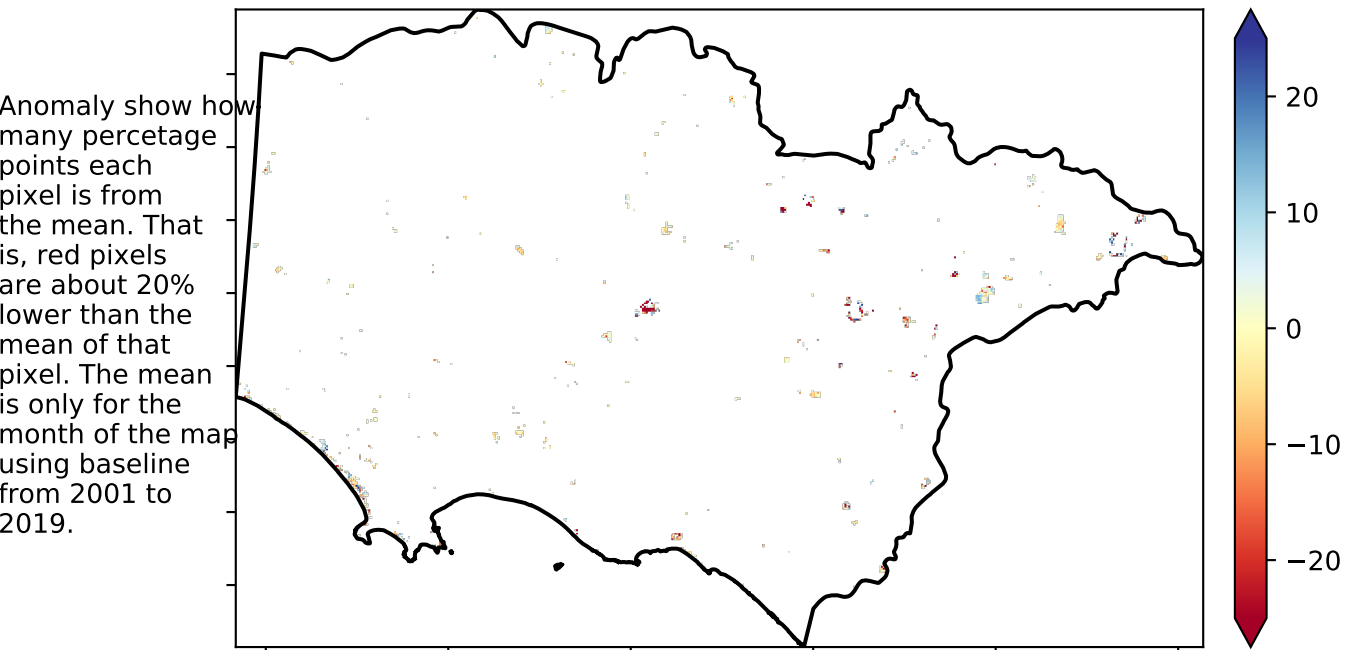 Anomaly show how
many percetage
points each
pixel is from
the mean. That
is, red pixels
are about 20%
lower than the
mean of that
pixel. The mean
is only for the
month of the map
using baseline
from 2001 to
2019.
20
10
0
−10
−20